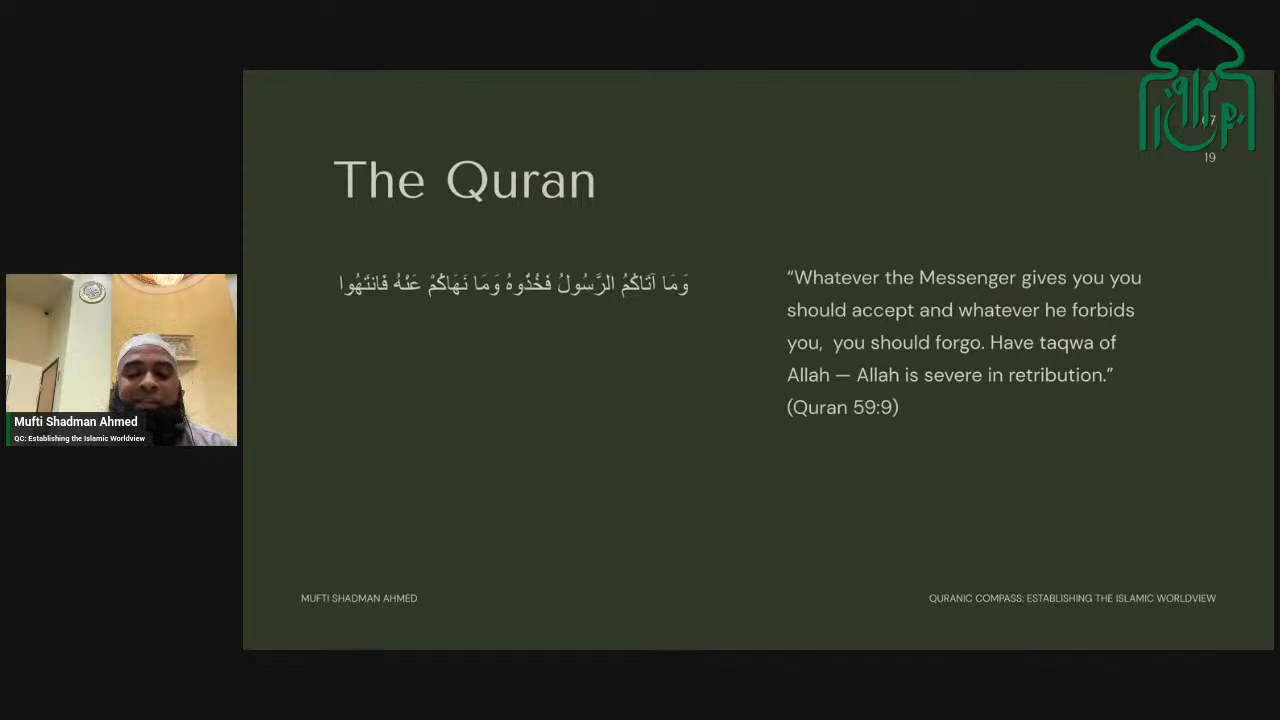 07
19
The Quran
وَمَا آتَاكُمُ الرَّسُولُ فَخُذُوهُ وَمَا نَهَاكُمْ عَنْهُ فَانتَهُوا
“Whatever the Messenger gives you you
should accept and whatever he forbids
you,  you should forgo. Have taqwa of
Allah — Allah is severe in retribution.”
(Quran 59:9)
Mufti Shadman Ahmed
QC: Establishing the Islamic Worldview
MUFTI SHADMAN AHMED
QURANIC COMPASS: ESTABLISHING THE ISLAMIC WORLDVIEW